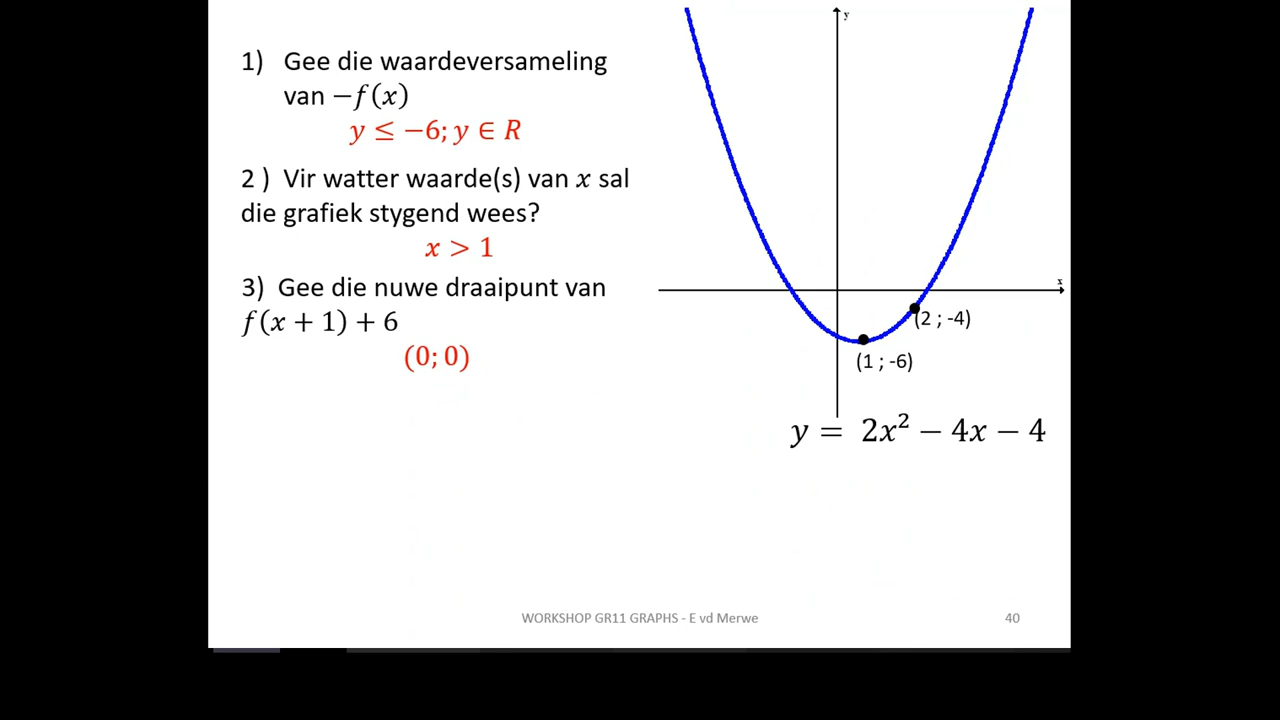 1) Gee die waardeversameling
van −f(x)
y ≤ −6; y ∈ R
2 ) Vir watter waarde(s) van x sal
die grafiek stygend wees?
x > 1
3) Gee die nuwe draaipunt van
f(x + 1) + 6
(0; 0)
y
x
(2 ; -4)
(1 ; -6)
y = 2x² − 4x − 4
WORKSHOP GR11 GRAPHS - E vd Merwe
40